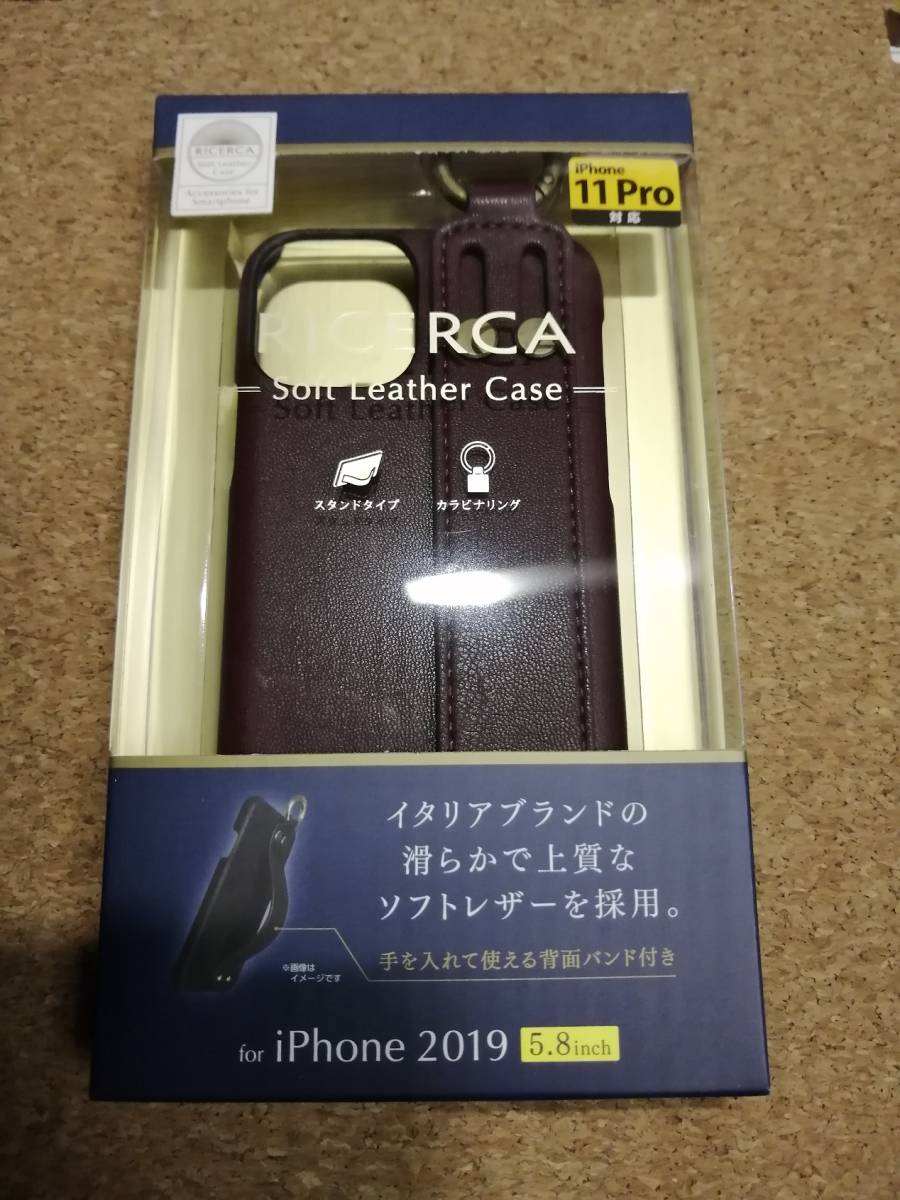 RICERCA
Soft Leather
Case
Accessories for
Smartphone
iPhone
11 Pro
対応
RICERCA
Soft Leather Case
スタンドタイプ
カラビナリング
イタリアブランドの
滑らかで上質な
ソフトレザーを採用。
手を入れて使える背面バンド付き
※画像は
イメージです
for iPhone 2019 5.8inch